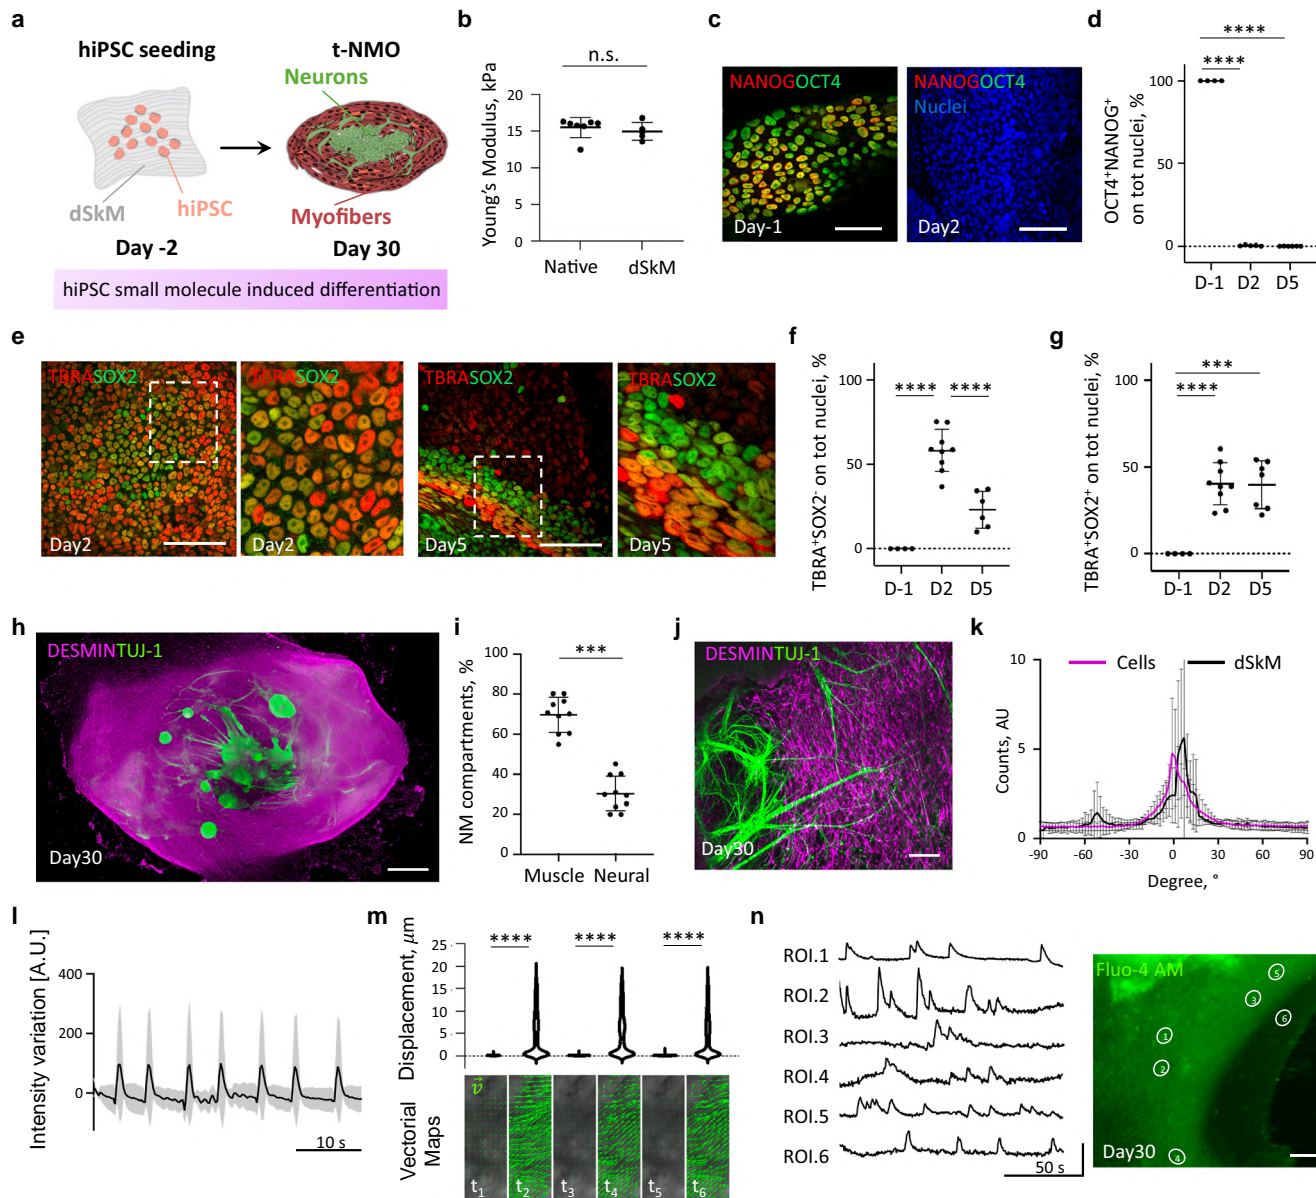 a
hiPSC seeding
t-NMO
Neurons
dSkM
hiPSC
Myofibers
Day -2
Day 30
hiPSC small molecule induced differentiation
b
n.s.
Young's Modulus, kPa
20
15
10
5
0
Native
dSkM
c
NANOGOCT4
Day-1
NANOGOCT4
Nuclei
Day2
d
****
****
OCT4⁺NANOG⁺
on tot nuclei, %
100
50
0
D-1 D2 D5
e
TBRASOX2
Day2
TBRASOX2
Day2
TBRASOX2
Day5
TBRASOX2
Day5
f
TBRA⁺SOX2⁻ on tot nuclei, %
**** ****
100
50
0
D-1 D2 D5
g
TBRA⁺SOX2⁺ on tot nuclei, %
***
****
100
50
0
D-1 D2 D5
h
DESMINTUJ-1
Day30
i
NM compartments, %
***
100
80
60
40
20
0
Muscle Neural
j
DESMINTUJ-1
Day30
k
Cells
dSkM
Counts, AU
10
5
0
-90 -60 -30 0 30 60 90
Degree, °
l
Intensity variation [A.U.]
400
200
0
10 s
m
Displacement, µm
**** **** ****
25
20
15
10
5
0
Vectorial
Maps
v⃗
t₁ t₂ t₃ t₄ t₅ t₆
n
ROI.1
ROI.2
ROI.3
ROI.4
ROI.5
ROI.6
50 s
Fluo-4 AM
5
3
6
1
2
4
Day30